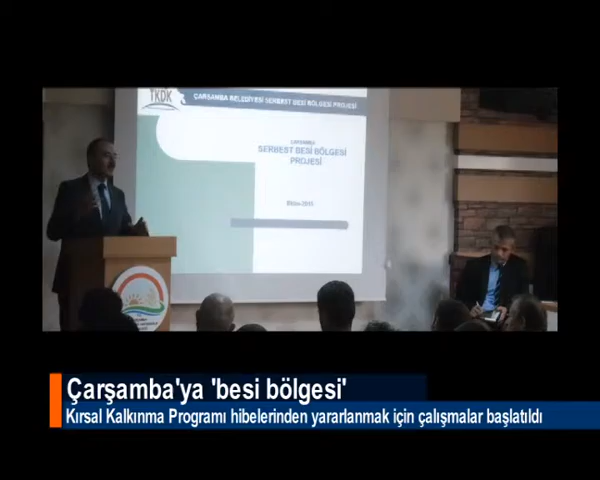 TKDK
ÇARŞAMBA BELEDİYESİ SERBEST BESİ BÖLGESİ PROJESİ
ÇARŞAMBA
SERBEST BESİ BÖLGESİ
PROJESİ
Çarşamba'ya 'besi bölgesi'
Kırsal Kalkınma Programı hibelerinden yararlanmak için çalışmalar başlatıldı